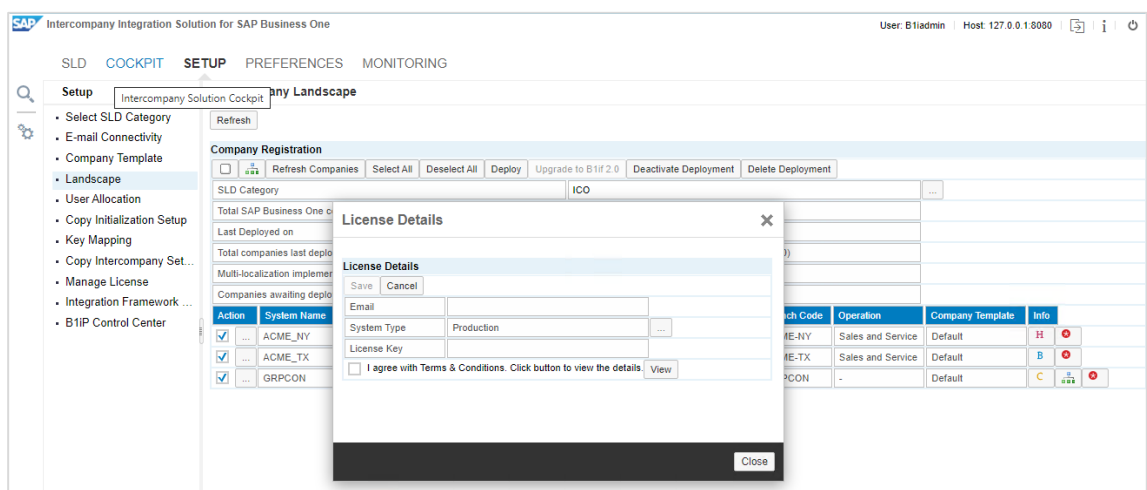 SAP Intercompany Integration Solution for SAP Business One User: B1iadmin Host: 127.0.0.1:8080
SLD COCKPIT SETUP PREFERENCES MONITORING
Setup
Intercompany Solution Cockpit
any Landscape
Select SLD Category
E-mail Connectivity
Company Template
Landscape
User Allocation
Copy Initialization Setup
Key Mapping
Copy Intercompany Set...
Manage License
Integration Framework ...
B1iP Control Center
Refresh
Company Registration
Refresh Companies Select All Deselect All Deploy Upgrade to B1if 2.0 Deactivate Deployment Delete Deployment
SLD Category ICO ...
Total SAP Business One c
Last Deployed on
Total companies last deplo
Multi-localization implemer
Companies awaiting deplo
Action System Name nch Code Operation Company Template Info
... ACME_NY ME-NY Sales and Service Default H
... ACME_TX ME-TX Sales and Service Default B
... GRPCON PCON - Default C
License Details
License Details
Save Cancel
Email
System Type Production ...
License Key
I agree with Terms & Conditions. Click button to view the details. View
Close